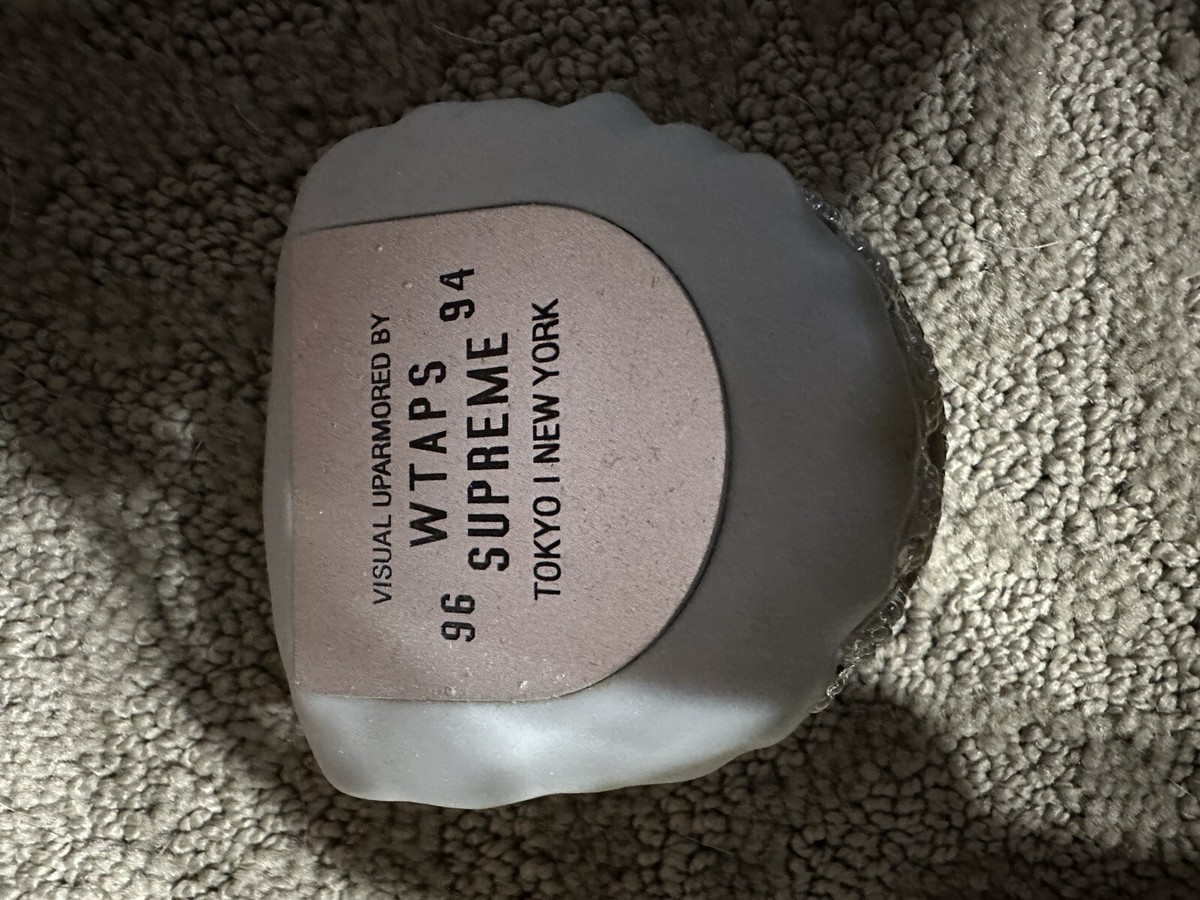 VISUAL UPARMORED BY
WTAPS
96 SUPREME 94
TOKYO I NEW YORK